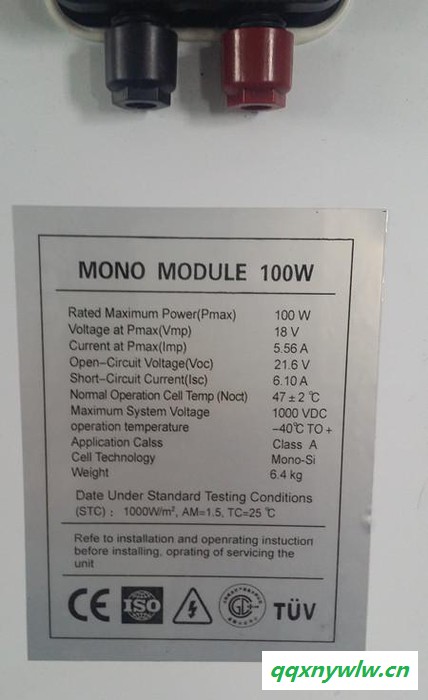 MONO MODULE 100W
Rated Maximum Power(Pmax) 100 W
Voltage at Pmax(Vmp) 18 V
Current at Pmax(Imp) 5.56 A
Open-Circuit Voltage(Voc) 21.6 V
Short-Circuit Current(Isc) 6.10 A
Normal Operation Cell Temp (Noct) 47±2 ℃
Maximum System Voltage 1000 VDC
operation temperature -40℃ TO +
Application Calss Class A
Cell Technology Mono-Si
Weight 6.4 kg
Date Under Standard Testing Conditions
(STC) : 1000W/m², AM=1.5, TC=25 ℃
Refe to installation and openrating instuction
before installing, oprating of servicing the
unit
CE ISO TÜV
qqxnywlw.cn